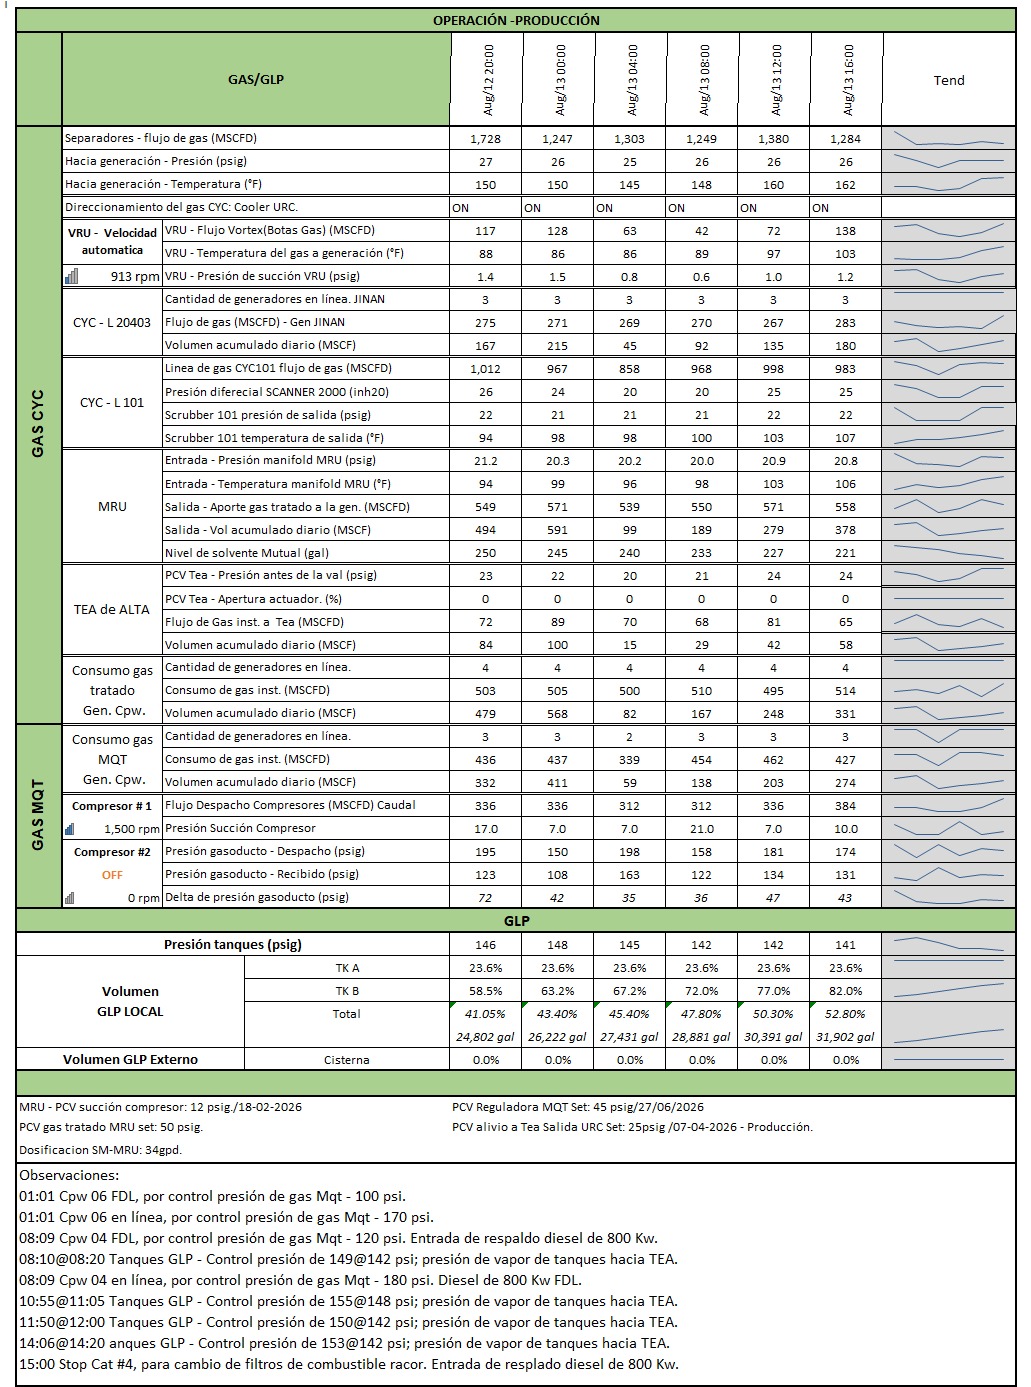 OPERACIÓN -PRODUCCIÓN
GAS/GLP Aug/12 20:00 Aug/13 00:00 Aug/13 04:00 Aug/13 08:00 Aug/13 12:00 Aug/13 16:00 Tend
GAS CYC
Separadores - flujo de gas (MSCFD) 1,728 1,247 1,303 1,249 1,380 1,284
Hacia generación - Presión (psig) 27 26 25 26 26 26
Hacia generación - Temperatura (°F) 150 150 145 148 160 162
Direccionamiento del gas CYC: Cooler URC. ON ON ON ON ON ON
VRU - Velocidad automatica
913 rpm
VRU - Flujo Vortex(Botas Gas) (MSCFD) 117 128 63 42 72 138
VRU - Temperatura del gas a generación (°F) 88 86 86 89 97 103
VRU - Presión de succión VRU (psig) 1.4 1.5 0.8 0.6 1.0 1.2
CYC - L 20403
Cantidad de generadores en línea. JINAN 3 3 3 3 3 3
Flujo de gas (MSCFD) - Gen JINAN 275 271 269 270 267 283
Volumen acumulado diario (MSCF) 167 215 45 92 135 180
CYC - L 101
Linea de gas CYC101 flujo de gas (MSCFD) 1,012 967 858 968 998 983
Presión diferecial SCANNER 2000 (inh20) 26 24 20 20 25 25
Scrubber 101 presión de salida (psig) 22 21 21 21 22 22
Scrubber 101 temperatura de salida (°F) 94 98 98 100 103 107
MRU
Entrada - Presión manifold MRU (psig) 21.2 20.3 20.2 20.0 20.9 20.8
Entrada - Temperatura manifold MRU (°F) 94 99 96 98 103 106
Salida - Aporte gas tratado a la gen. (MSCFD) 549 571 539 550 571 558
Salida - Vol acumulado diario (MSCF) 494 591 99 189 279 378
Nivel de solvente Mutual (gal) 250 245 240 233 227 221
TEA de ALTA
PCV Tea - Presión antes de la val (psig) 23 22 20 21 24 24
PCV Tea - Apertura actuador. (%) 0 0 0 0 0 0
Flujo de Gas inst. a Tea (MSCFD) 72 89 70 68 81 65
Volumen acumulado diario (MSCF) 84 100 15 29 42 58
Consumo gas tratado Gen. Cpw.
Cantidad de generadores en línea. 4 4 4 4 4 4
Consumo de gas inst. (MSCFD) 503 505 500 510 495 514
Volumen acumulado diario (MSCF) 479 568 82 167 248 331
GAS MQT
Consumo gas MQT Gen. Cpw.
Cantidad de generadores en línea. 3 3 2 3 3 3
Consumo de gas inst. (MSCFD) 436 437 339 454 462 427
Volumen acumulado diario (MSCF) 332 411 59 138 203 274
Compresor # 1
1,500 rpm
Flujo Despacho Compresores (MSCFD) Caudal 336 336 312 312 336 384
Presión Succión Compresor 17.0 7.0 7.0 21.0 7.0 10.0
Compresor #2
OFF
0 rpm
Presión gasoducto - Despacho (psig) 195 150 198 158 181 174
Presión gasoducto - Recibido (psig) 123 108 163 122 134 131
Delta de presión gasoducto (psig) 72 42 35 36 47 43
GLP
Presión tanques (psig) 146 148 145 142 142 141
Volumen GLP LOCAL
TK A 23.6% 23.6% 23.6% 23.6% 23.6% 23.6%
TK B 58.5% 63.2% 67.2% 72.0% 77.0% 82.0%
Total 41.05% 43.40% 45.40% 47.80% 50.30% 52.80%
24,802 gal 26,222 gal 27,431 gal 28,881 gal 30,391 gal 31,902 gal
Volumen GLP Externo Cisterna 0.0% 0.0% 0.0% 0.0% 0.0% 0.0%
MRU - PCV succión compresor: 12 psig./18-02-2026 PCV Reguladora MQT Set: 45 psig/27/06/2026
PCV gas tratado MRU set: 50 psig. PCV alivio a Tea Salida URC Set: 25psig /07-04-2026 - Producción.
Dosificacion SM-MRU: 34gpd.
Observaciones:
01:01 Cpw 06 FDL, por control presión de gas Mqt - 100 psi.
01:01 Cpw 06 en línea, por control presión de gas Mqt - 170 psi.
08:09 Cpw 04 FDL, por control presión de gas Mqt - 120 psi. Entrada de respaldo diesel de 800 Kw.
08:10@08:20 Tanques GLP - Control presión de 149@142 psi; presión de vapor de tanques hacia TEA.
08:09 Cpw 04 en línea, por control presión de gas Mqt - 180 psi. Diesel de 800 Kw FDL.
10:55@11:05 Tanques GLP - Control presión de 155@148 psi; presión de vapor de tanques hacia TEA.
11:50@12:00 Tanques GLP - Control presión de 150@142 psi; presión de vapor de tanques hacia TEA.
14:06@14:20 anques GLP - Control presión de 153@142 psi; presión de vapor de tanques hacia TEA.
15:00 Stop Cat #4, para cambio de filtros de combustible racor. Entrada de resplado diesel de 800 Kw.